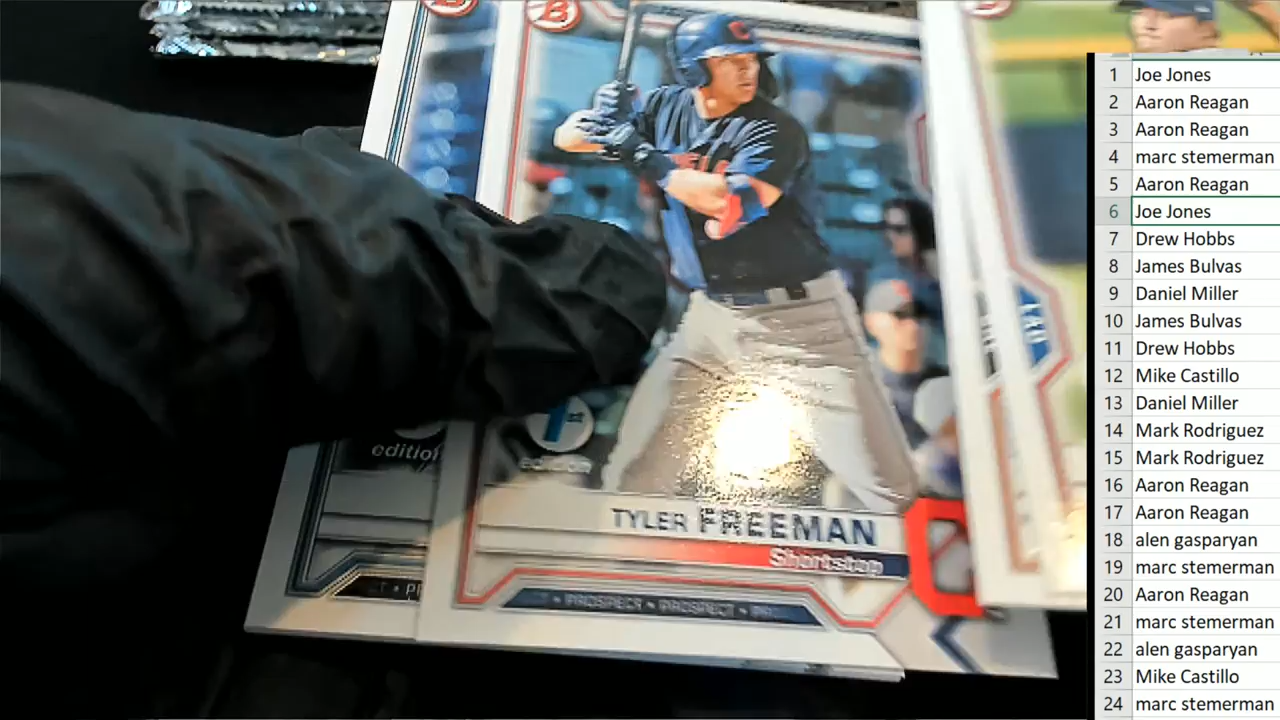 B
B
C
1st
edition
edition
TYLER FREEMAN
Shortstop
PROSPECT • PROSPECT
1 Joe Jones
2 Aaron Reagan
3 Aaron Reagan
4 marc stemerman
5 Aaron Reagan
6 Joe Jones
7 Drew Hobbs
8 James Bulvas
9 Daniel Miller
10 James Bulvas
11 Drew Hobbs
12 Mike Castillo
13 Daniel Miller
14 Mark Rodriguez
15 Mark Rodriguez
16 Aaron Reagan
17 Aaron Reagan
18 alen gasparyan
19 marc stemerman
20 Aaron Reagan
21 marc stemerman
22 alen gasparyan
23 Mike Castillo
24 marc stemerman